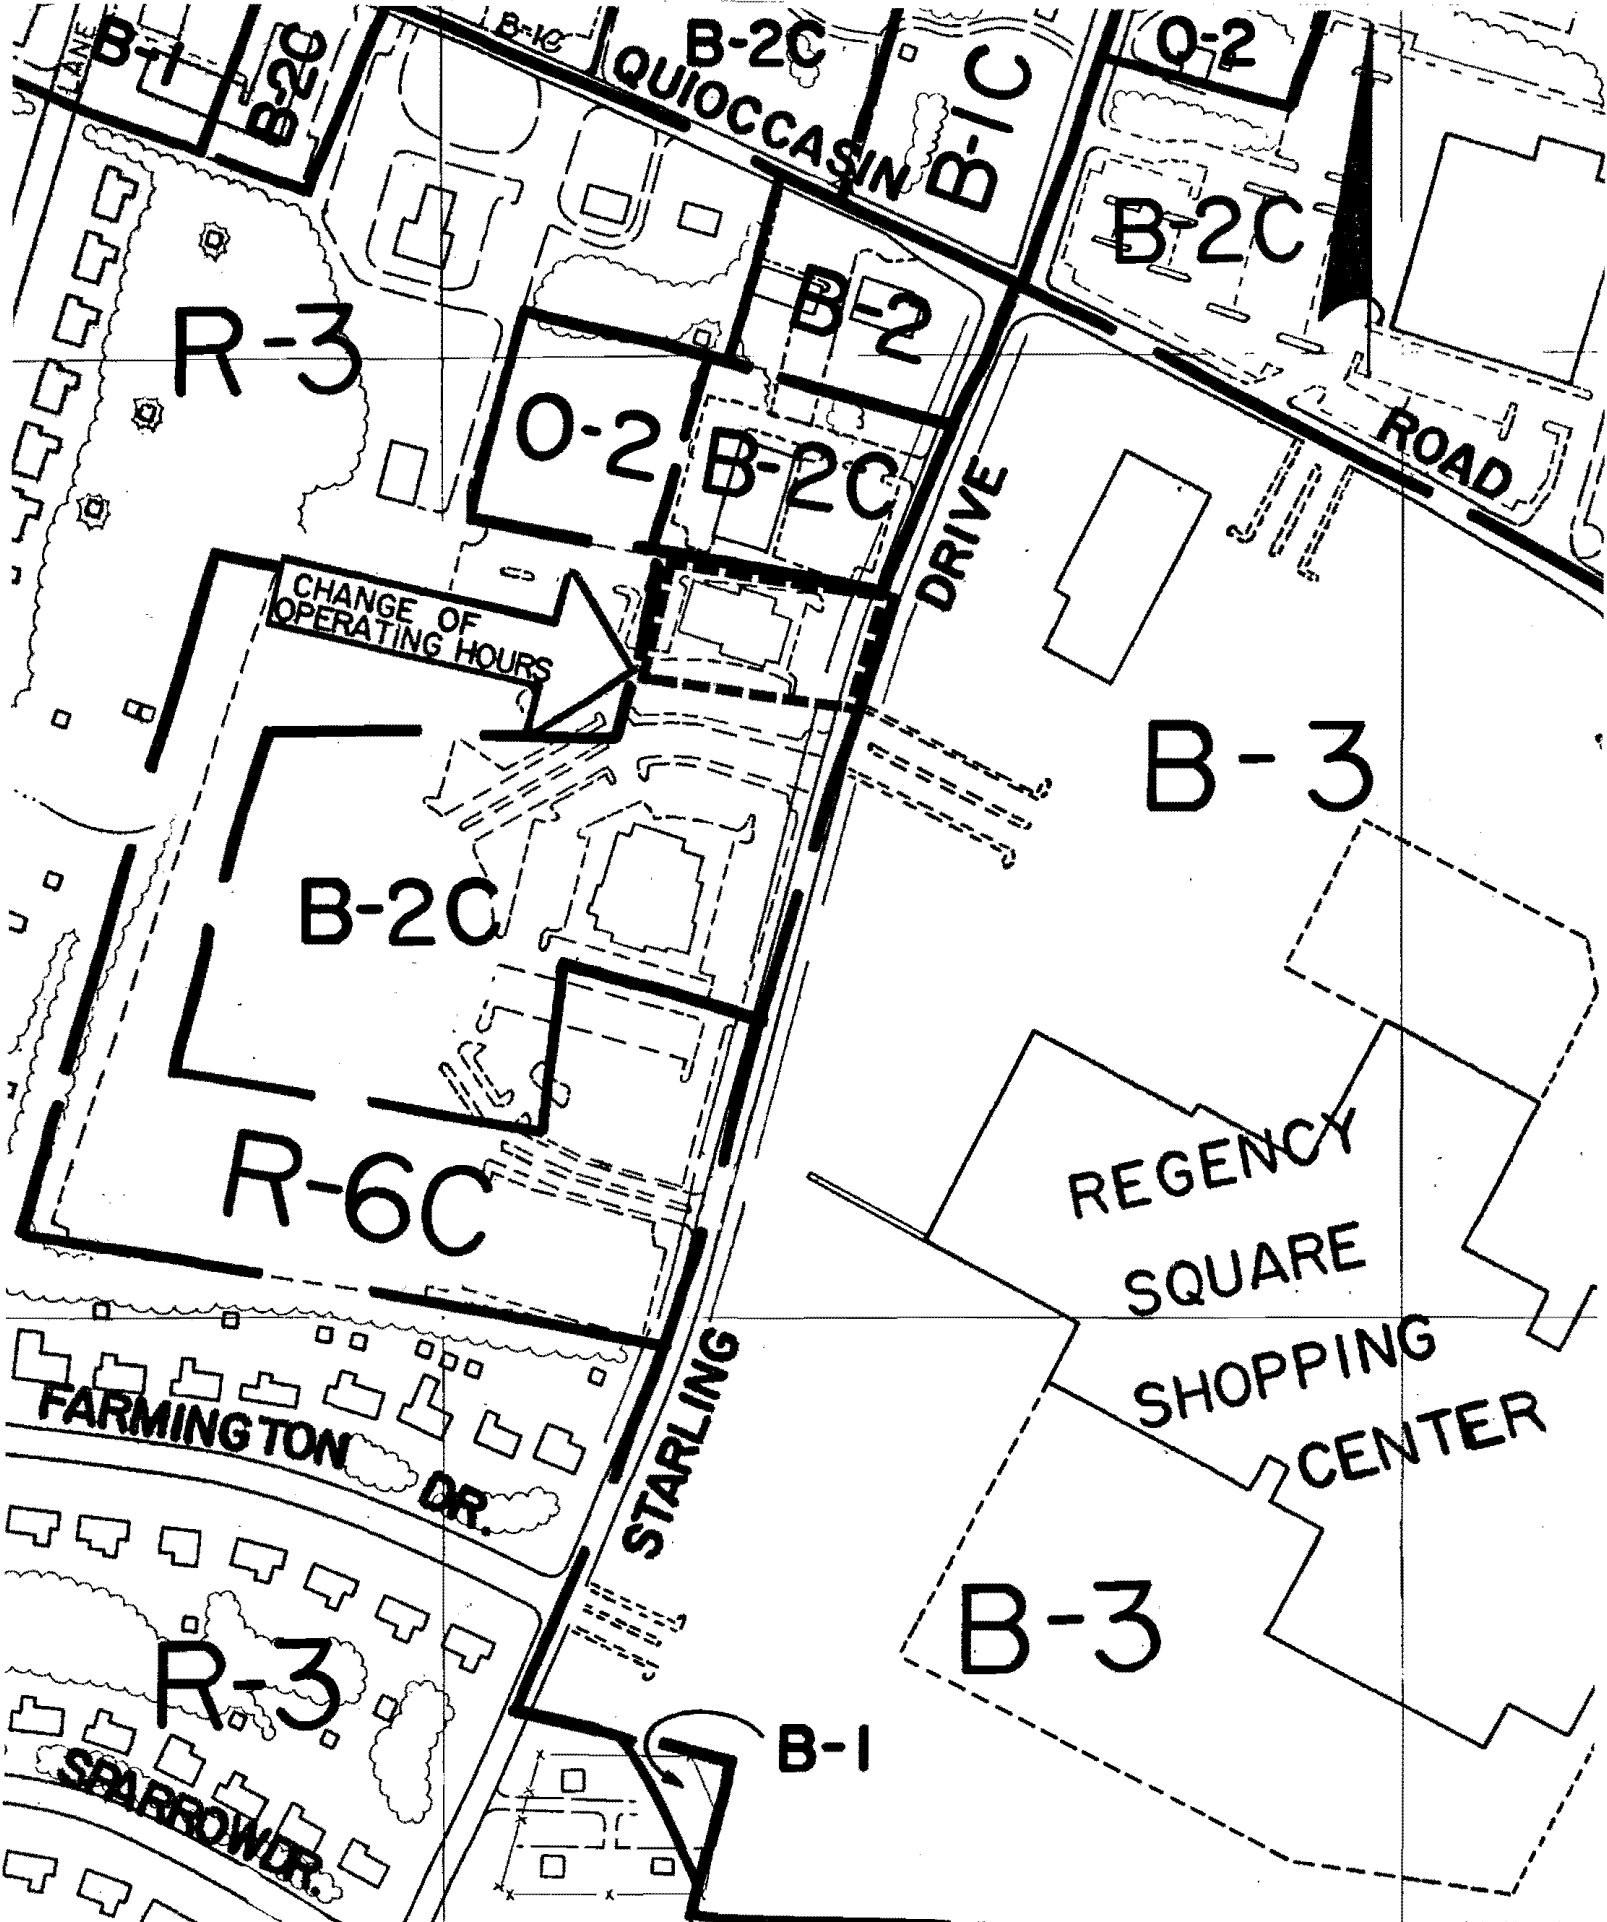 LANE
B-1
B-2C
B-1C
B-2C
QUIOCCASIN
B-1C
O-2
B-2C
R-3
B-2
O-2
B-2C
ROAD
DRIVE
CHANGE OF
OPERATING HOURS
B-3
B-2C
R-6C
REGENCY
SQUARE
SHOPPING
CENTER
FARMINGTON
DR.
STARLING
B-3
R-3
B-1
SPARROW DR.